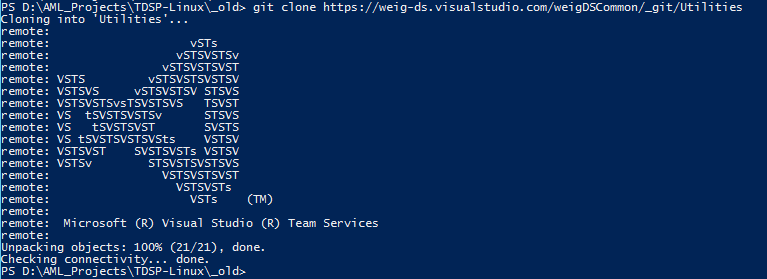 PS D:\AML_Projects\TDSP-Linux\_old> git clone https://weig-ds.visualstudio.com/weigDSCommon/_git/Utilities
Cloning into 'Utilities'...
remote:
remote:                    vSTs
remote:                  vSTSVSTSv
remote:                vSTSVSTSVST
remote: VSTS         vSTSVSTSVSTSV
remote: VSTSVS     vSTSVSTSV STSVS
remote: VSTSVSTSvsTSVSTSVS   TSVST
remote: VS  tSVSTSVSTSv      STSVS
remote: VS   tSVSTSVST       SVSTS
remote: VS tSVSTSVSTSVSts    VSTSV
remote: VSTSVST    SVSTSVSTs VSTSV
remote: VSTSv        STSVSTSVSTSVS
remote:                VSTSVSTSVST
remote:                  VSTSVSTs
remote:                    VSTs    (TM)
remote:
remote:  Microsoft (R) Visual Studio (R) Team Services
remote:
Unpacking objects: 100% (21/21), done.
Checking connectivity... done.
PS D:\AML_Projects\TDSP-Linux\_old>